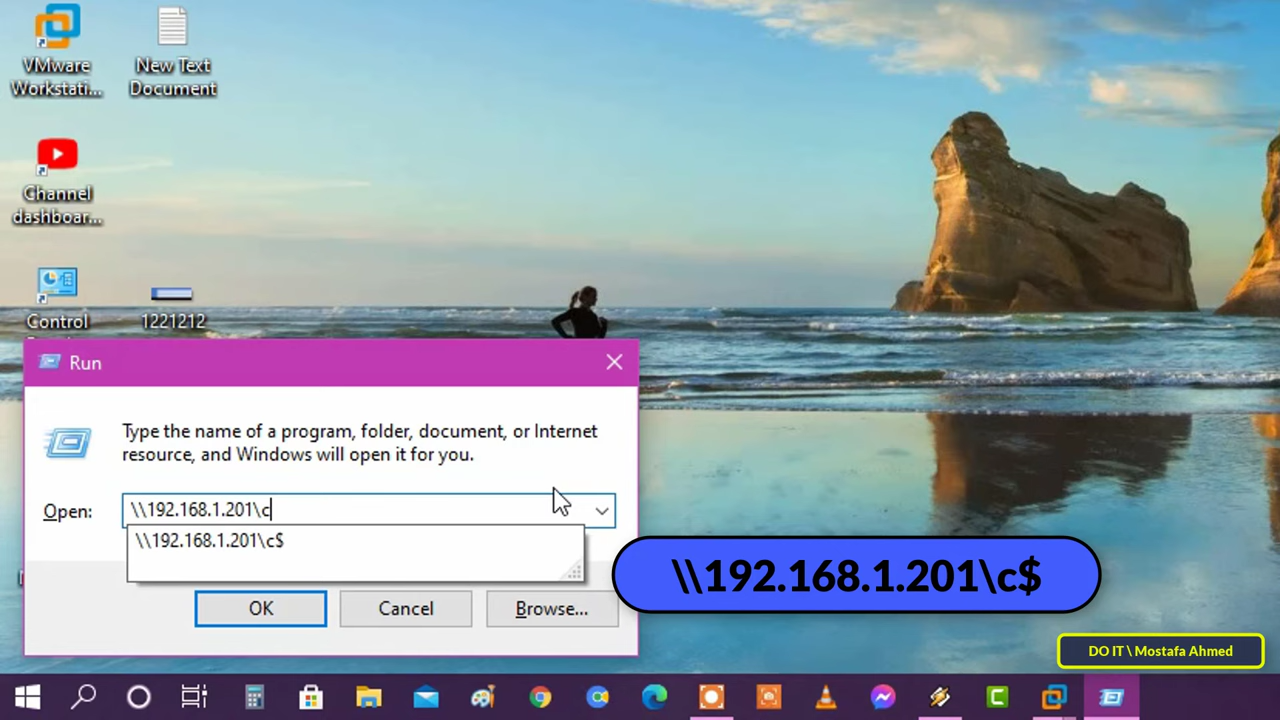 VMware
Workstati...
New Text
Document
Channel
dashboar...
Control
1221212
Run
Type the name of a program, folder, document, or Internet
resource, and Windows will open it for you.
Open:
\\192.168.1.201\c
\\192.168.1.201\c$
OK
Cancel
Browse...
\\192.168.1.201\c$
DO IT \ Mostafa Ahmed